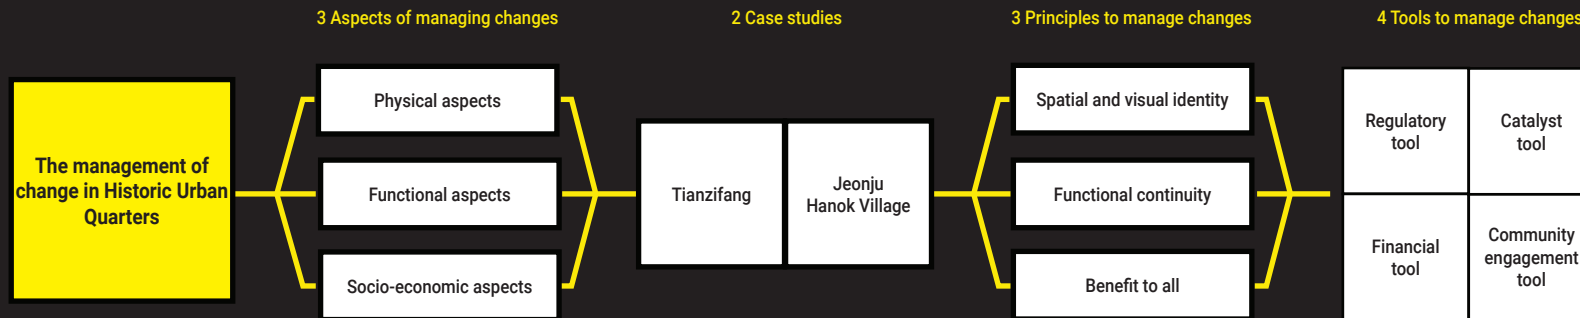 3 Aspects of managing changes
2 Case studies
3 Principles to manage changes
4 Tools to manage changes
The management of
change in Historic Urban
Quarters
Physical aspects
Functional aspects
Socio-economic aspects
Tianzifang
Jeonju
Hanok Village
Spatial and visual identity
Functional continuity
Benefit to all
Regulatory
tool
Catalyst
tool
Financial
tool
Community
engagement
tool